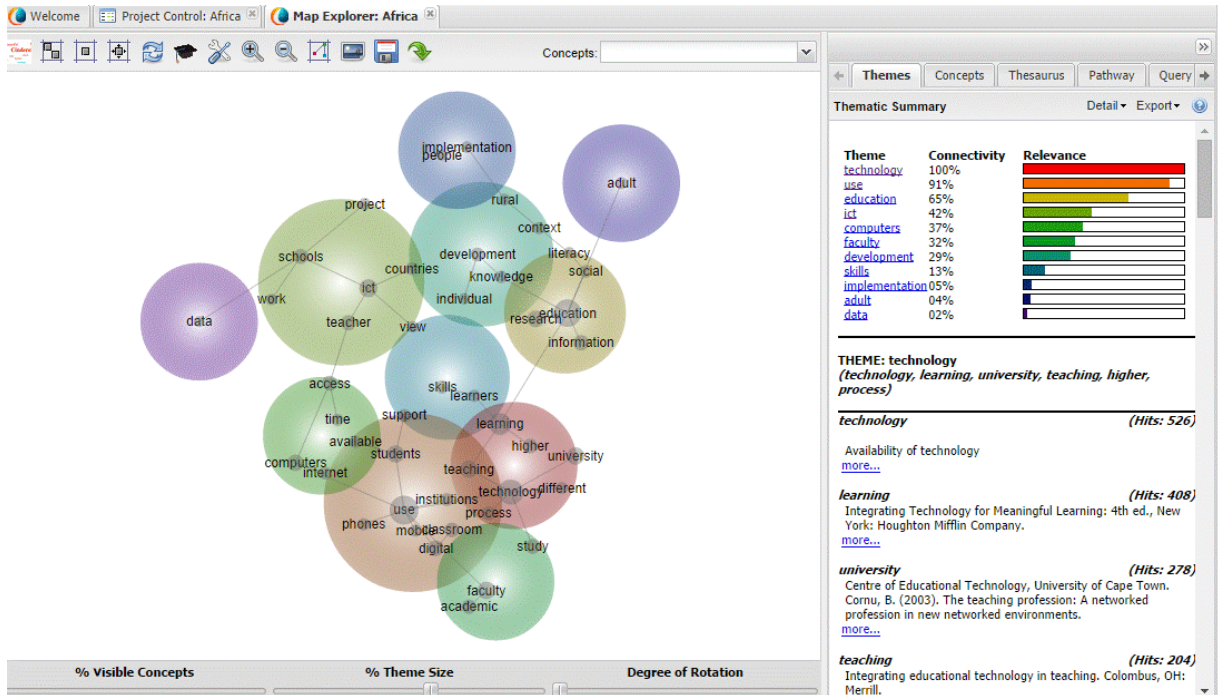 Welcome
Project Control: Africa
Map Explorer: Africa
Concepts:
implementation
people
adult
rural
project
context
schools
development
literacy
countries
knowledge
social
ict
work
individual
data
teacher
view
research
education
information
access
skills
learners
time
support
learning
available
students
higher
computers
internet
teaching
university
institutions
technology
different
use
process
phones
mobile
classroom
digital
study
faculty
academic
% Visible Concepts
% Theme Size
Degree of Rotation
Themes
Concepts
Thesaurus
Pathway
Query
Thematic Summary
Detail
Export
Theme Connectivity Relevance
technology 100%
use 91%
education 65%
ict 42%
computers 37%
faculty 32%
development 29%
skills 13%
implementation 05%
adult 04%
data 02%
THEME: technology
(technology, learning, university, teaching, higher,
process)
technology (Hits: 526)
Availability of technology
more...
learning (Hits: 408)
Integrating Technology for Meaningful Learning: 4th ed., New
York: Houghton Mifflin Company.
more...
university (Hits: 278)
Centre of Educational Technology, University of Cape Town.
Cornu, B. (2003). The teaching profession: A networked
profession in new networked environments.
more...
teaching (Hits: 204)
Integrating educational technology in teaching. Colombus, OH:
Merrill.